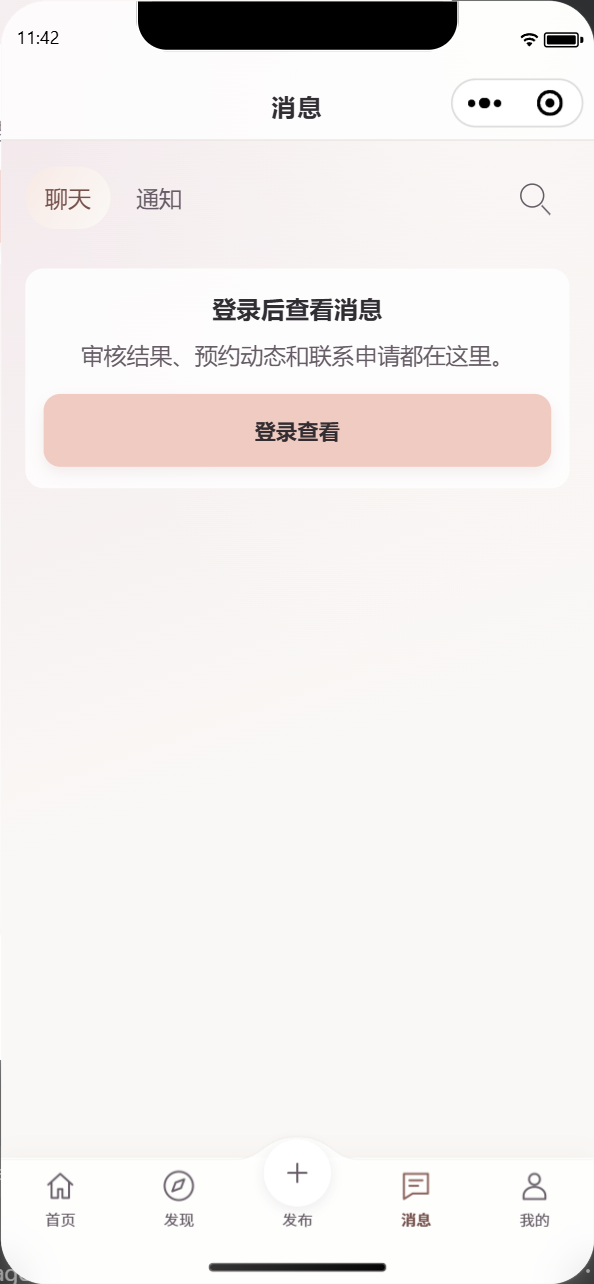 11:42
消息
聊天
通知
登录后查看消息
审核结果、预约动态和联系申请都在这里。
登录查看
首页
发现
发布
消息
我的